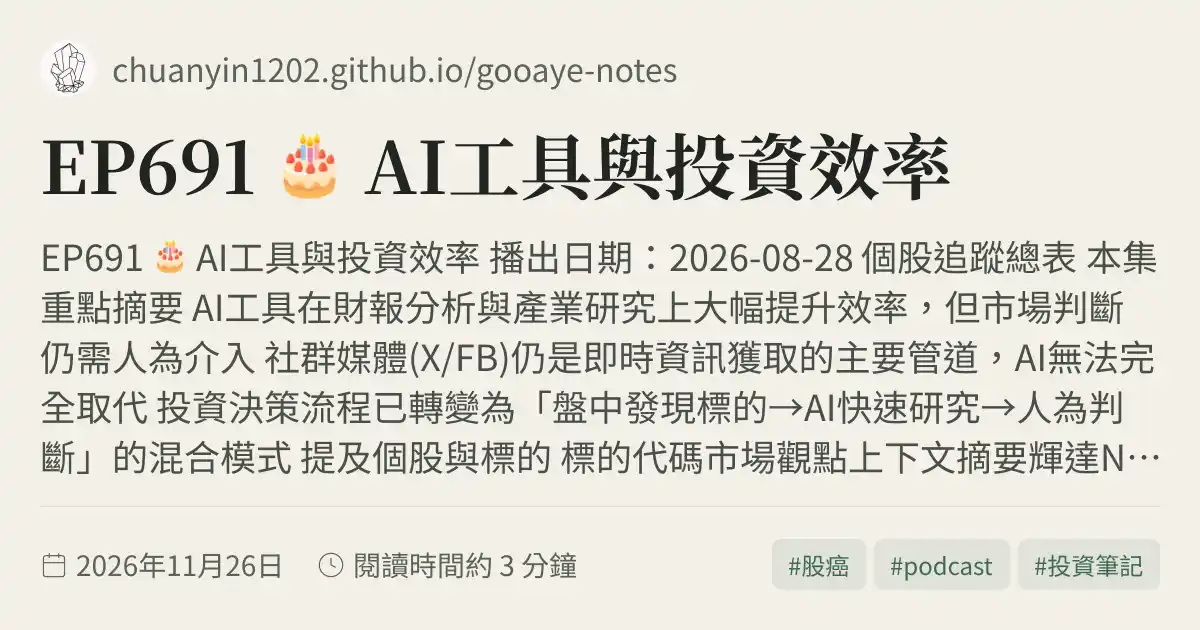 chuanyin1202.github.io/gooaye-notes
EP691 🎂 AI工具與投資效率
EP691 🎂 AI工具與投資效率 播出日期：2026-08-28 個股追蹤總表 本集
重點摘要 AI工具在財報分析與產業研究上大幅提升效率，但市場判斷
仍需人為介入 社群媒體(X/FB)仍是即時資訊獲取的主要管道，AI無法完
全取代 投資決策流程已轉變為「盤中發現標的→AI快速研究→人為判
斷」的混合模式 提及個股與標的 標的代碼市場觀點上下文摘要輝達N…
2026年11月26日
閱讀時間約 3 分鐘
#股癌
#podcast
#投資筆記